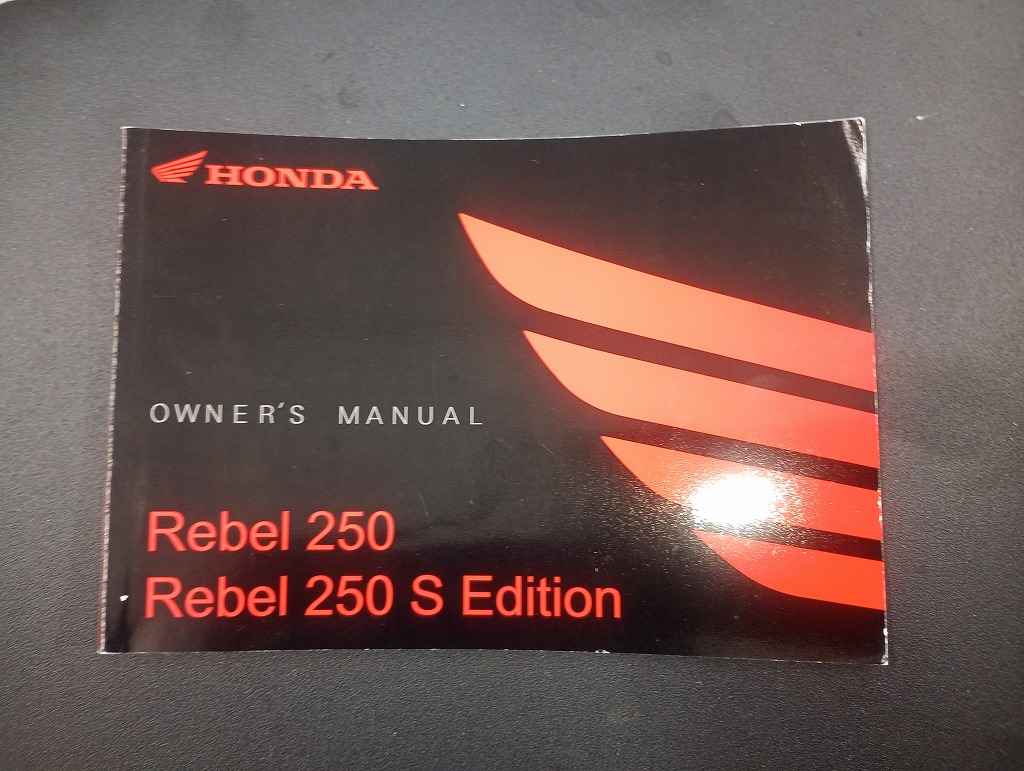 HONDA
OWNER'S MANUAL
Rebel 250
Rebel 250 S Edition